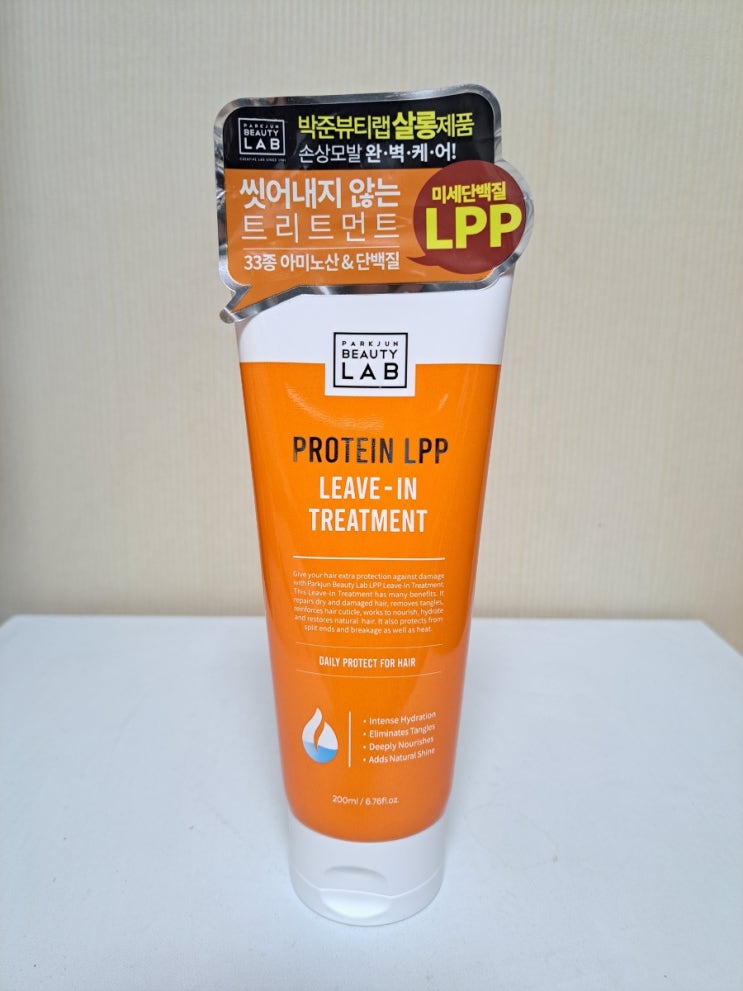 PARKJUN
BEAUTY
LAB
CREATIVE LAB SINCE 1981
박준뷰티랩 살롱제품
손상모발 완·벽·케·어!
씻어내지 않는
트리트먼트
33종 아미노산 & 단백질
미세단백질
LPP
PARKJUN
BEAUTY
LAB
PROTEIN LPP
LEAVE-IN
TREATMENT
Give your hair extra protection against damage
with Parkjun Beauty Lab LPP Leave-In Treatment.
This Leave-In Treatment has many benefits. It
repairs dry and damaged hair, removes tangles,
reinforces hair cuticle, works to nourish, hydrate
and restores natural hair. It also protects from
split ends and breakage as well as heat.
DAILY PROTECT FOR HAIR
• Intense Hydration
• Eliminates Tangles
• Deeply Nourishes
• Adds Natural Shine
200ml / 6.76fl.oz.